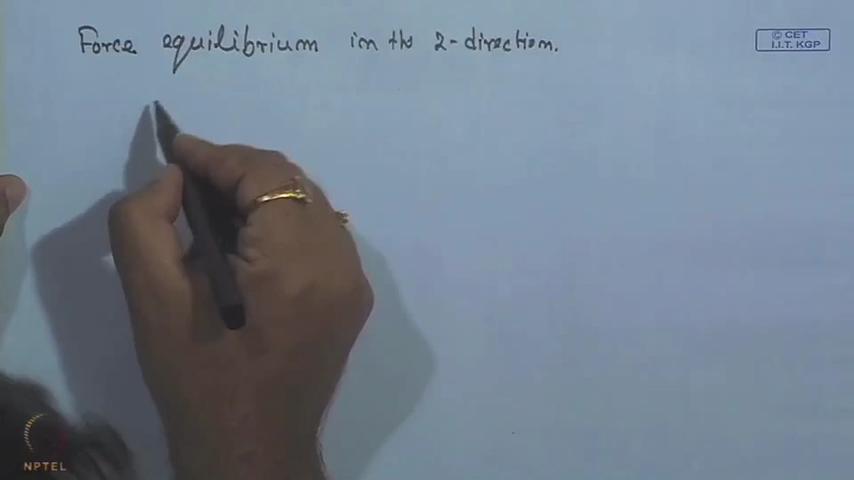 Force equilibrium in the 2-direction.
© CET
I.I.T. KGP
NPTEL